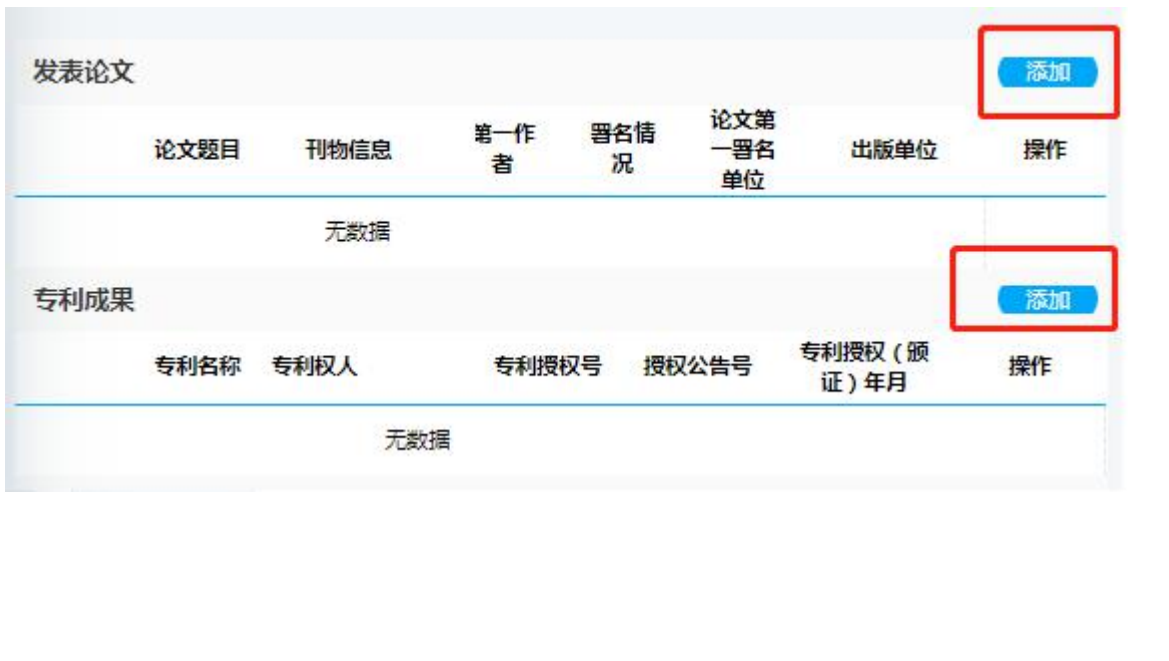 发表论文 添加
论文题目 刊物信息 第一作者 署名情况 论文第一署名单位 出版单位 操作
无数据
专利成果 添加
专利名称 专利权人 专利授权号 授权公告号 专利授权（颁证）年月 操作
无数据